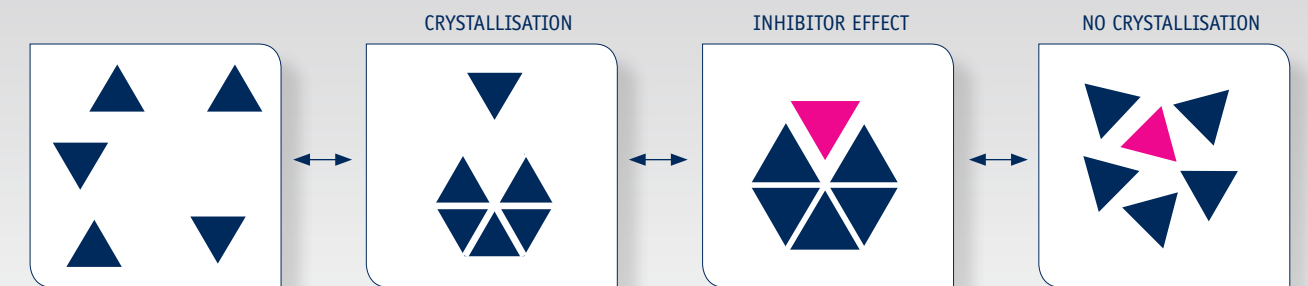 CRYSTALLISATION
INHIBITOR EFFECT
NO CRYSTALLISATION